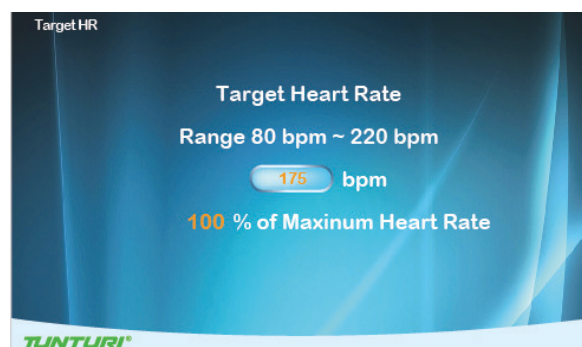 Target HR
Target Heart Rate
Range 80 bpm ~ 220 bpm
175 bpm
100 % of Maxinum Heart Rate
TUNTURI®